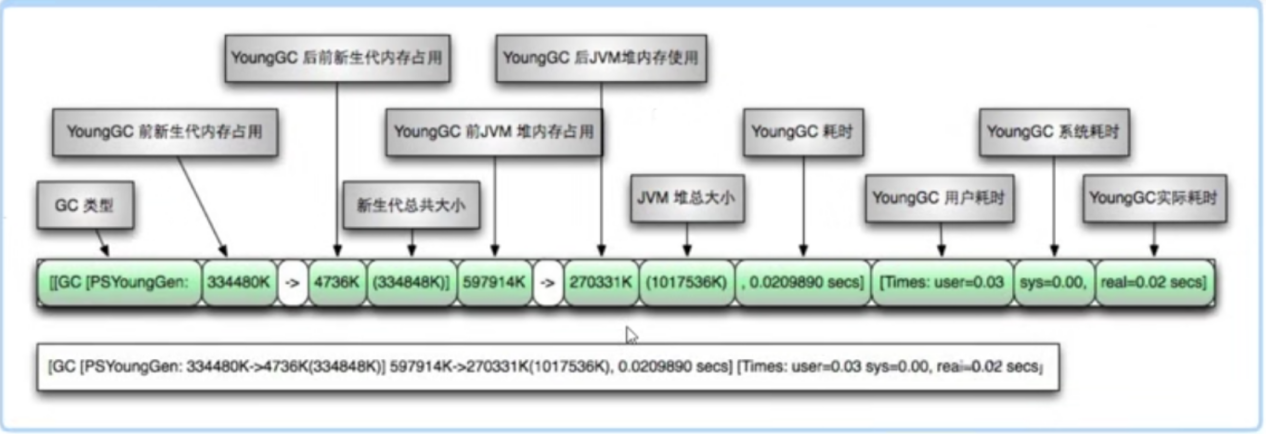 YoungGC 后前新生代内存占用
YoungGC 后JVM堆内存使用
YoungGC 前新生代内存占用
YoungGC 前JVM 堆内存占用
YoungGC 耗时
YoungGC 系统耗时
GC 类型
新生代总共大小
JVM 堆总大小
YoungGC 用户耗时
YoungGC实际耗时
[[GC [PSYoungGen: 334480K -> 4736K (334848K)] 597914K -> 270331K (1017536K) , 0.0209890 secs] [Times: user=0.03 sys=0.00, real=0.02 secs]
[GC [PSYoungGen: 334480K->4736K(334848K)] 597914K->270331K(1017536K), 0.0209890 secs] [Times: user=0.03 sys=0.00, real=0.02 secs]